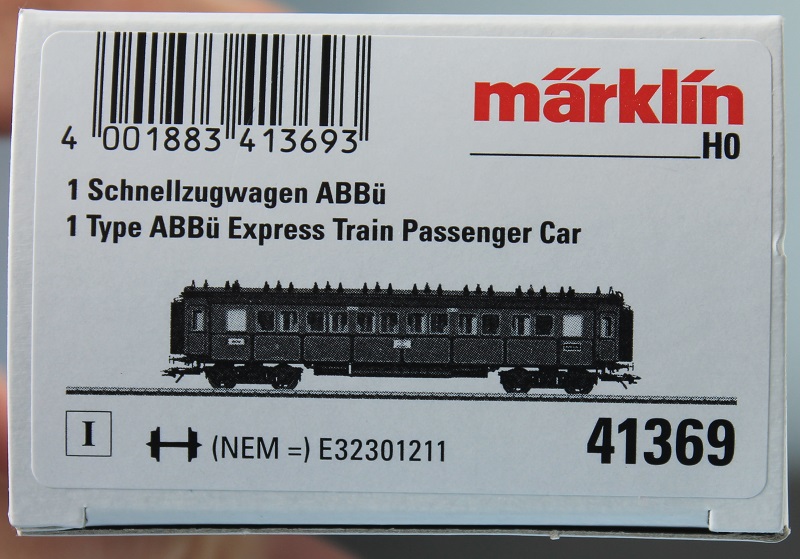 4 001883 413693
märklin
H0
1 Schnellzugwagen ABBü
1 Type ABBü Express Train Passenger Car
I
(NEM =) E32301211
41369